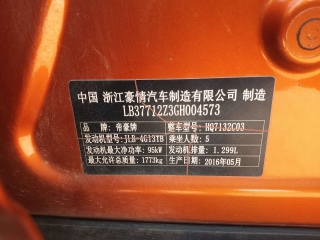 中国 浙江豪情汽车制造有限公司 制造
LB37712Z3GH004573
品 牌: 帝豪牌 整车型号: HQ7132C03
发动机型号: JLB-4G13TB 乘坐人数: 5
发动机最大净功率: 95kW 发动机排量: 1.299L
最大允许总质量: 1773kg 生产日期: 2016年05月